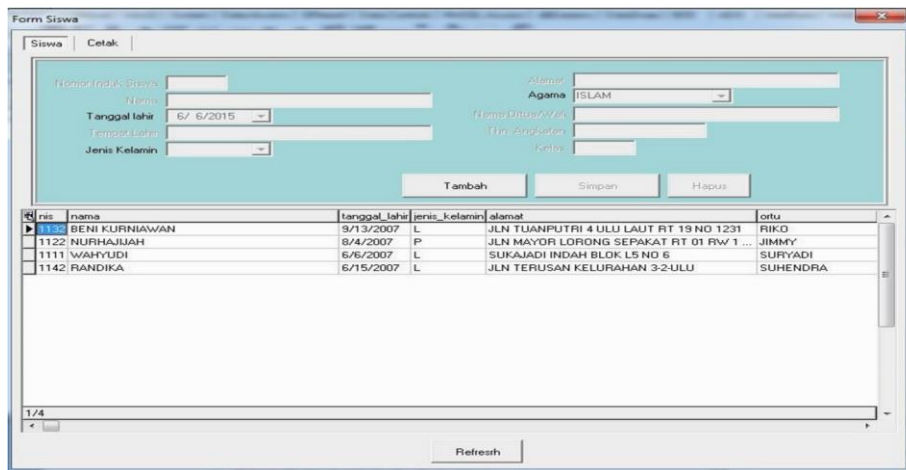 Form Siswa
Siswa Cetak
Nomor Induk Siswa
Nama
Tanggal lahir 6/ 6/2015
Tempat Lahir
Jenis Kelamin
Alamat
Agama ISLAM
Thn Angkatan
Kelas
Tambah Simpan Hapus
nis nama tanggal_lahir jenis_kelamin alamat ortu
1132 BENI KURNIAWAN 9/13/2007 L JLN TUANPUTRI 4 ULU LAUT RT 19 NO 1231 RIKO
1122 NURHAJIJAH 8/4/2007 P JLN MAYOR LORONG SEPAKAT RT 01 RW 1 ... JIMMY
1111 WAHYUDI 6/6/2007 L SUKAJADI INDAH BLOK L5 NO 6 SURYADI
1142 RANDIKA 6/15/2007 L JLN TERUSAN KELURAHAN 3-2-ULU SUHENDRA
1/4
Refresrh